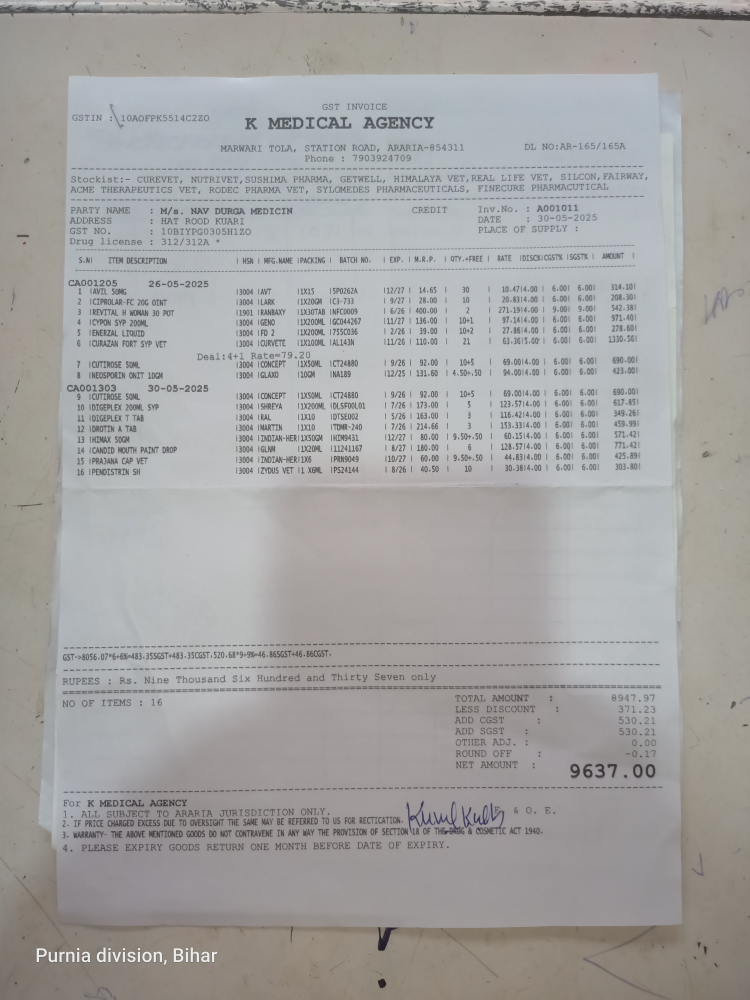 GST INVOICE
GSTIN : 10AOFPK5514C2ZO
K MEDICAL AGENCY
MARWARI TOLA, STATION ROAD, ARARIA-854311 DL NO:AR-165/165A
Phone : 7903924709
Stockist:- CUREVET, NUTRIVET,SUSHIMA PHARMA, GETWELL, HIMALAYA VET,REAL LIFE VET, SILCON,FAIRWAY,
ACME THERAPEUTICS VET, RODEC PHARMA VET, SYLOMEDES PHARMACEUTICALS, FINECURE PHARMACUTICAL
PARTY NAME : M/s. NAV DURGA MEDICIN CREDIT Inv.No. : A001011
ADDRESS : HAT ROOD KUARI DATE : 30-05-2025
GST NO. : 10BIYPG0305H1ZO PLACE OF SUPPLY :
Drug license : 312/312A *
S.N| ITEM DESCRIPTION | HSN |MFG.NAME |PACKING | BATCH NO. | EXP. | M.R.P. | QTY.+FREE | RATE |DISC%|CGST% |SGST% | AMOUNT
CA001205 26-05-2025
1 |AVIL 50MG |3004 |AVT |1X15 |5P0262A |12/27 | 14.65 | 30 | 10.47|4.00 | 6.00| 6.00| 314.10|
2 |CIPROLAR-FC 20G OINT |3004 |LARK |1X20GM |C3-733 | 9/27 | 28.00 | 10 | 20.83|4.00 | 6.00| 6.00| 208.30|
3 |REVITAL H WOMAN 30 POT |1901 |RANBAXY |1X30TAB |NFC0009 | 6/26 | 400.00 | 2 | 271.19|4.00 | 9.00| 9.00| 542.38|
4 |CYPON SYP 200ML |3004 |GENO |1X200ML |GCO44267 |11/27 | 136.00 | 10+1 | 97.14|4.00 | 6.00| 6.00| 971.40|
5 |ENERZAL LIQUID |3004 |FD 2 |1X200ML |755C036 | 2/26 | 39.00 | 10+2 | 27.86|4.00 | 6.00| 6.00| 278.60|
6 |CURAZAN FORT SYP VET |3004 |CURVETE |1X100ML |AL143N |11/26 | 110.00 | 21 | 63.36|5.00 | 6.00| 6.00| 1330.56|
Deal:4+1 Rate=79.20
7 |CUTIROSE 50ML |3004 |CONCEPT |1X50ML |CT24880 | 9/26 | 92.00 | 10+5 | 69.00|4.00 | 6.00| 6.00| 690.00|
8 |NEOSPORIN ONIT 10GM |3004 |GLAXO |10GM |NA189 |12/25 | 131.60 | 4.50+.50 | 94.00|4.00 | 6.00| 6.00| 423.00|
CA001303 30-05-2025
9 |CUTIROSE 50ML |3004 |CONCEPT |1X50ML |CT24880 | 9/26 | 92.00 | 10+5 | 69.00|4.00 | 6.00| 6.00| 690.00|
10 |DIGEPLEX 200ML SYP |3004 |SHREYA |1X200ML |DLSF00L01 | 7/26 | 173.00 | 5 | 123.57|4.00 | 6.00| 6.00| 617.85|
11 |DIGEPLEX T TAB |3004 |RAL |1X10 |DTSE002 | 5/26 | 163.00 | 3 | 116.42|4.00 | 6.00| 6.00| 349.26|
12 |DROTIN A TAB |3004 |MARTIN |1X10 |TDMR-240 | 7/26 | 214.66 | 3 | 153.33|4.00 | 6.00| 6.00| 459.99|
13 |HIMAX 50GM |3004 |INDIAN-HER|1X50GM |HIM9431 |12/27 | 80.00 | 9.50+.50 | 60.15|4.00 | 6.00| 6.00| 571.42|
14 |CANDID MOUTH PAINT DROP |3004 |GLNM |1X20ML |11241167 | 8/27 | 180.00 | 6 | 128.57|4.00 | 6.00| 6.00| 771.42|
15 |PRAJANA CAP VET |3004 |INDIAN-HER|1X6 |PRN9049 |10/27 | 60.00 | 9.50+.50 | 44.83|4.00 | 6.00| 6.00| 425.89|
16 |PENDISTRIN SH |3004 |ZYDUS VET |1 X6ML |PS24144 | 8/26 | 40.50 | 10 | 30.38|4.00 | 6.00| 6.00| 303.80|
GST->8056.07*6+6%=483.35SGST+483.35CGST,520.68*9+9%=46.86SGST+46.86CGST,
RUPEES : Rs. Nine Thousand Six Hundred and Thirty Seven only
NO OF ITEMS : 16
TOTAL AMOUNT : 8947.97
LESS DISCOUNT : 371.23
ADD CGST : 530.21
ADD SGST : 530.21
OTHER ADJ. : 0.00
ROUND OFF : -0.17
NET AMOUNT : 9637.00
For K MEDICAL AGENCY
1. ALL SUBJECT TO ARARIA JURISDICTION ONLY. E & O. E.
2. IF PRICE CHARGED EXCESS DUE TO OVERSIGHT THE SAME MAY BE REFERRED TO US FOR RECTICATION.
3. WARRANTY- THE ABOVE MENTIONED GOODS DO NOT CONTRAVENE IN ANY WAY THE PROVISION OF SECTION 18 OF THE DRUG & COSMETIC ACT 1940.
4. PLEASE EXPIRY GOODS RETURN ONE MONTH BEFORE DATE OF EXPIRY.
Purnia division, Bihar